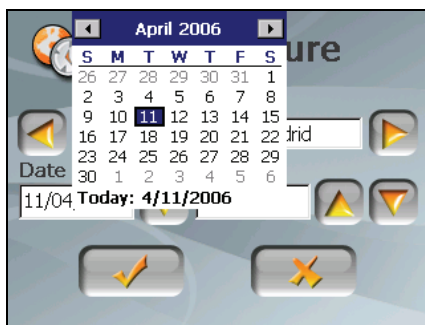 April 2006
ure
S M T W T F S
26 27 28 29 30 31 1
2 3 4 5 6 7 8
9 10 11 12 13 14 15
16 17 18 19 20 21 22
drid
23 24 25 26 27 28 29
Date
30 1 2 3 4 5 6
11/04
Today: 4/11/2006